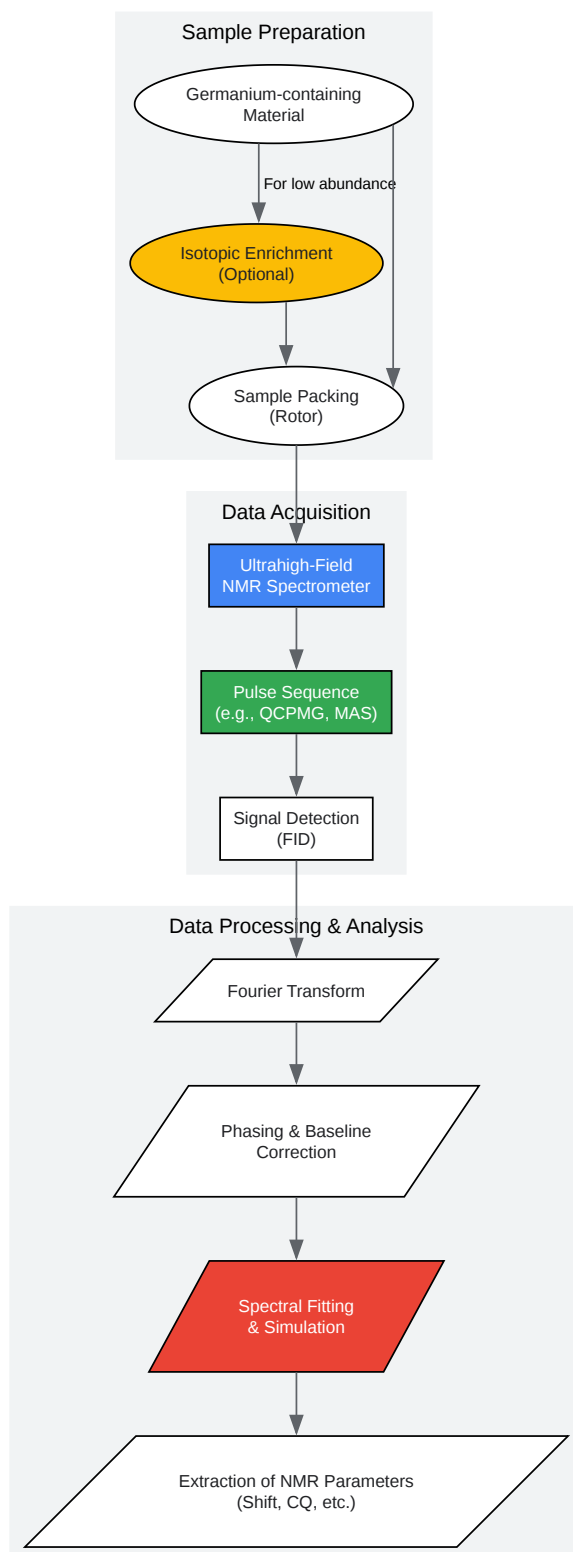 Sample Preparation
Germanium-containing
Material
For low abundance
Isotopic Enrichment
(Optional)
Sample Packing
(Rotor)
Data Acquisition
Ultrahigh-Field
NMR Spectrometer
Pulse Sequence
(e.g., QCPMG, MAS)
Signal Detection
(FID)
Data Processing & Analysis
Fourier Transform
Phasing & Baseline
Correction
Spectral Fitting
& Simulation
Extraction of NMR Parameters
(Shift, CQ, etc.)